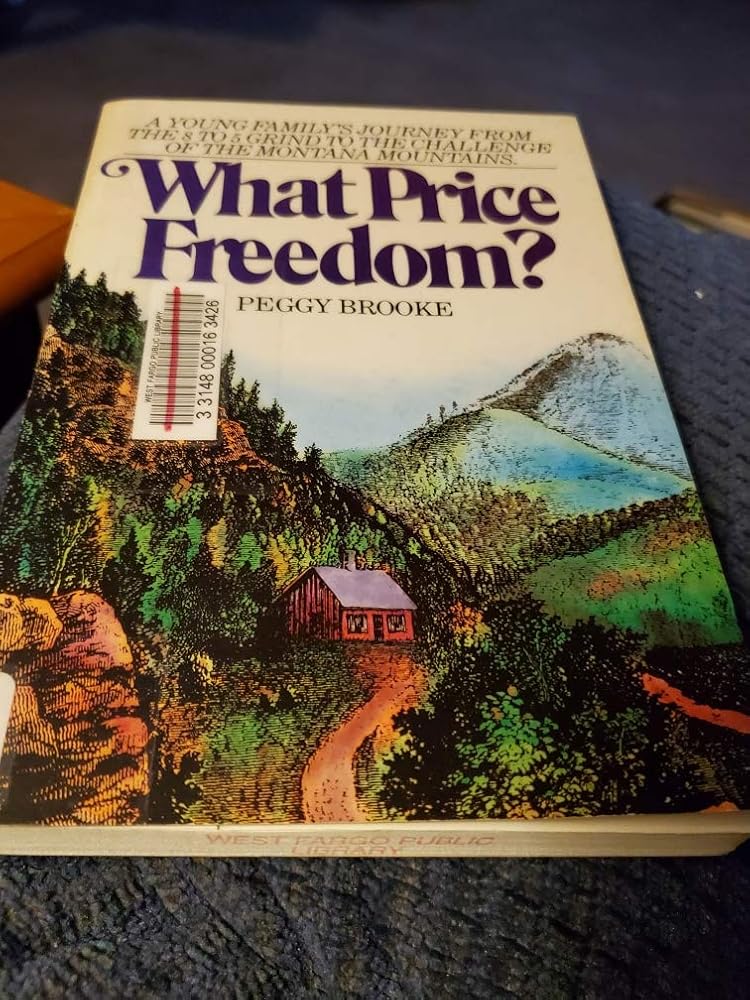 A YOUNG FAMILY'S JOURNEY FROM
THE 8 TO 5 GRIND TO THE CHALLENGE
OF THE MONTANA MOUNTAINS.
What Price
Freedom?
PEGGY BROOKE
WEST FARGO PUBLIC LIBRARY
3 3148 00016 3426
WEST FARGO PUBLIC
LIBRARY